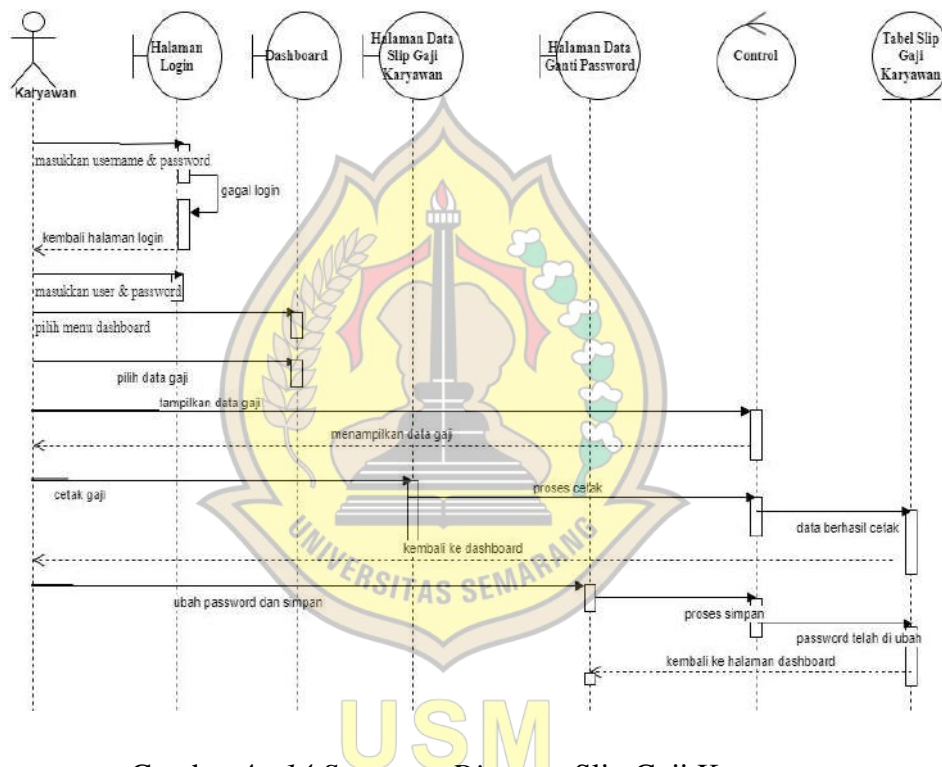 Karyawan
Halaman
Login
Dashboard
Halaman Data
Slip Gaji
Karyawan
Halaman Data
Ganti Password
Control
Tabel Slip
Gaji
Karyawan
masukkan username & password
gagal login
kembali halaman login
masukkan user & password
pilih menu dashboard
pilih data gaji
tampilkan data gaji
menampilkan data gaji
cetak gaji
proses cetak
data berhasil cetak
kembali ke dashboard
UNIVERSITAS SEMARANG
ubah password dan simpan
proses simpan
password telah di ubah
kembali ke halaman dashboard
USM
Slip Gaji